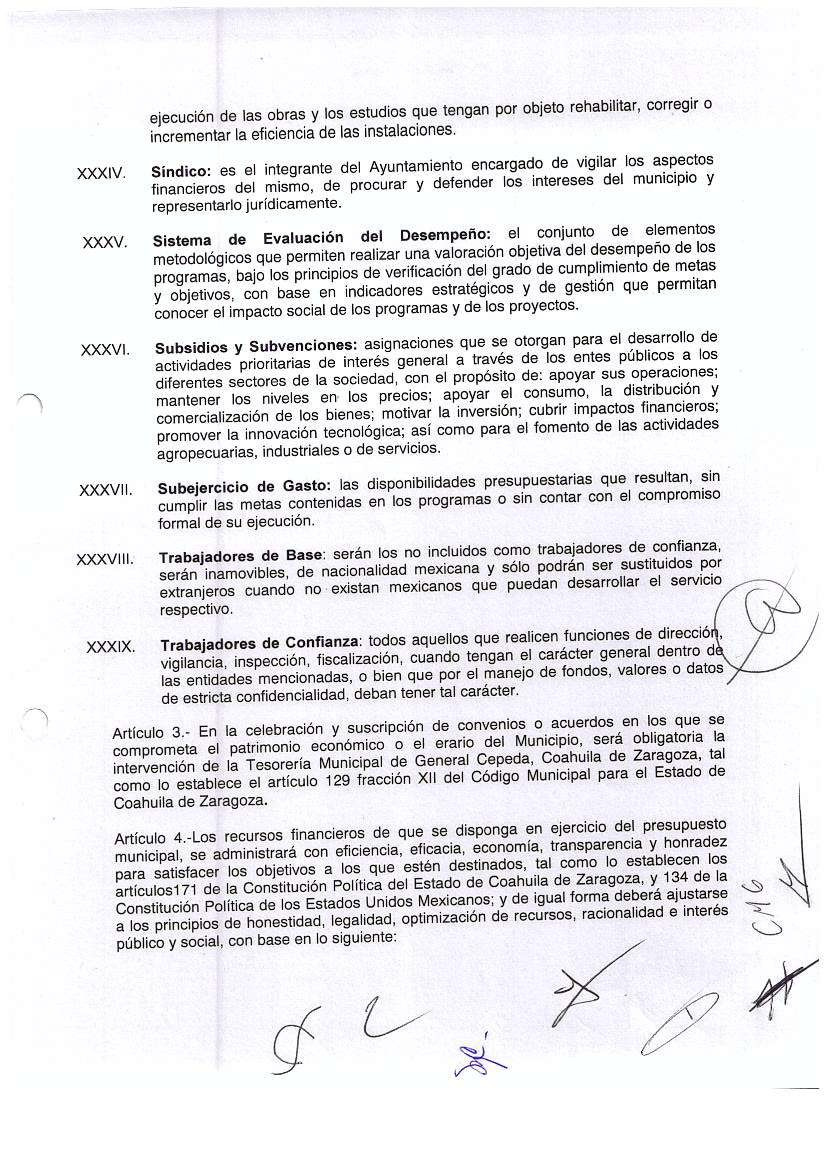 ejecución de las obras y los estudios que tengan por objeto rehabilitar, corregir o
incrementar la eficiencia de las instalaciones.
XXXIV. Síndico: es el integrante del Ayuntamiento encargado de vigilar los aspectos
financieros del mismo, de procurar y defender los intereses del municipio y
representarlo jurídicamente.
XXXV. Sistema de Evaluación del Desempeño: el conjunto de elementos
metodológicos que permiten realizar una valoración objetiva del desempeño de los
programas, bajo los principios de verificación del grado de cumplimiento de metas
y objetivos, con base en indicadores estratégicos y de gestión que permitan
conocer el impacto social de los programas y de los proyectos.
XXXVI. Subsidios y Subvenciones: asignaciones que se otorgan para el desarrollo de
actividades prioritarias de interés general a través de los entes públicos a los
diferentes sectores de la sociedad, con el propósito de: apoyar sus operaciones;
mantener los niveles en los precios; apoyar el consumo, la distribución y
comercialización de los bienes; motivar la inversión; cubrir impactos financieros;
promover la innovación tecnológica; así como para el fomento de las actividades
agropecuarias, industriales o de servicios.
XXXVII. Subejercicio de Gasto: las disponibilidades presupuestarias que resultan, sin
cumplir las metas contenidas en los programas o sin contar con el compromiso
formal de su ejecución.
XXXVIII. Trabajadores de Base: serán los no incluidos como trabajadores de confianza,
serán inamovibles, de nacionalidad mexicana y sólo podrán ser sustituidos por
extranjeros cuando no existan mexicanos que puedan desarrollar el servicio
respectivo.
XXXIX. Trabajadores de Confianza: todos aquellos que realicen funciones de dirección,
vigilancia, inspección, fiscalización, cuando tengan el carácter general dentro de
las entidades mencionadas, o bien que por el manejo de fondos, valores o datos
de estricta confidencialidad, deban tener tal carácter.
Artículo 3.- En la celebración y suscripción de convenios o acuerdos en los que se
comprometa el patrimonio económico o el erario del Municipio, será obligatoria la
intervención de la Tesorería Municipal de General Cepeda, Coahuila de Zaragoza, tal
como lo establece el artículo 129 fracción XII del Código Municipal para el Estado de
Coahuila de Zaragoza.
Artículo 4.-Los recursos financieros de que se disponga en ejercicio del presupuesto
municipal, se administrará con eficiencia, eficacia, economía, transparencia y honradez
para satisfacer los objetivos a los que estén destinados, tal como lo establecen los
artículos171 de la Constitución Política del Estado de Coahuila de Zaragoza, y 134 de la
Constitución Política de los Estados Unidos Mexicanos; y de igual forma deberá ajustarse
a los principios de honestidad, legalidad, optimización de recursos, racionalidad e interés
público y social, con base en lo siguiente:
CMG